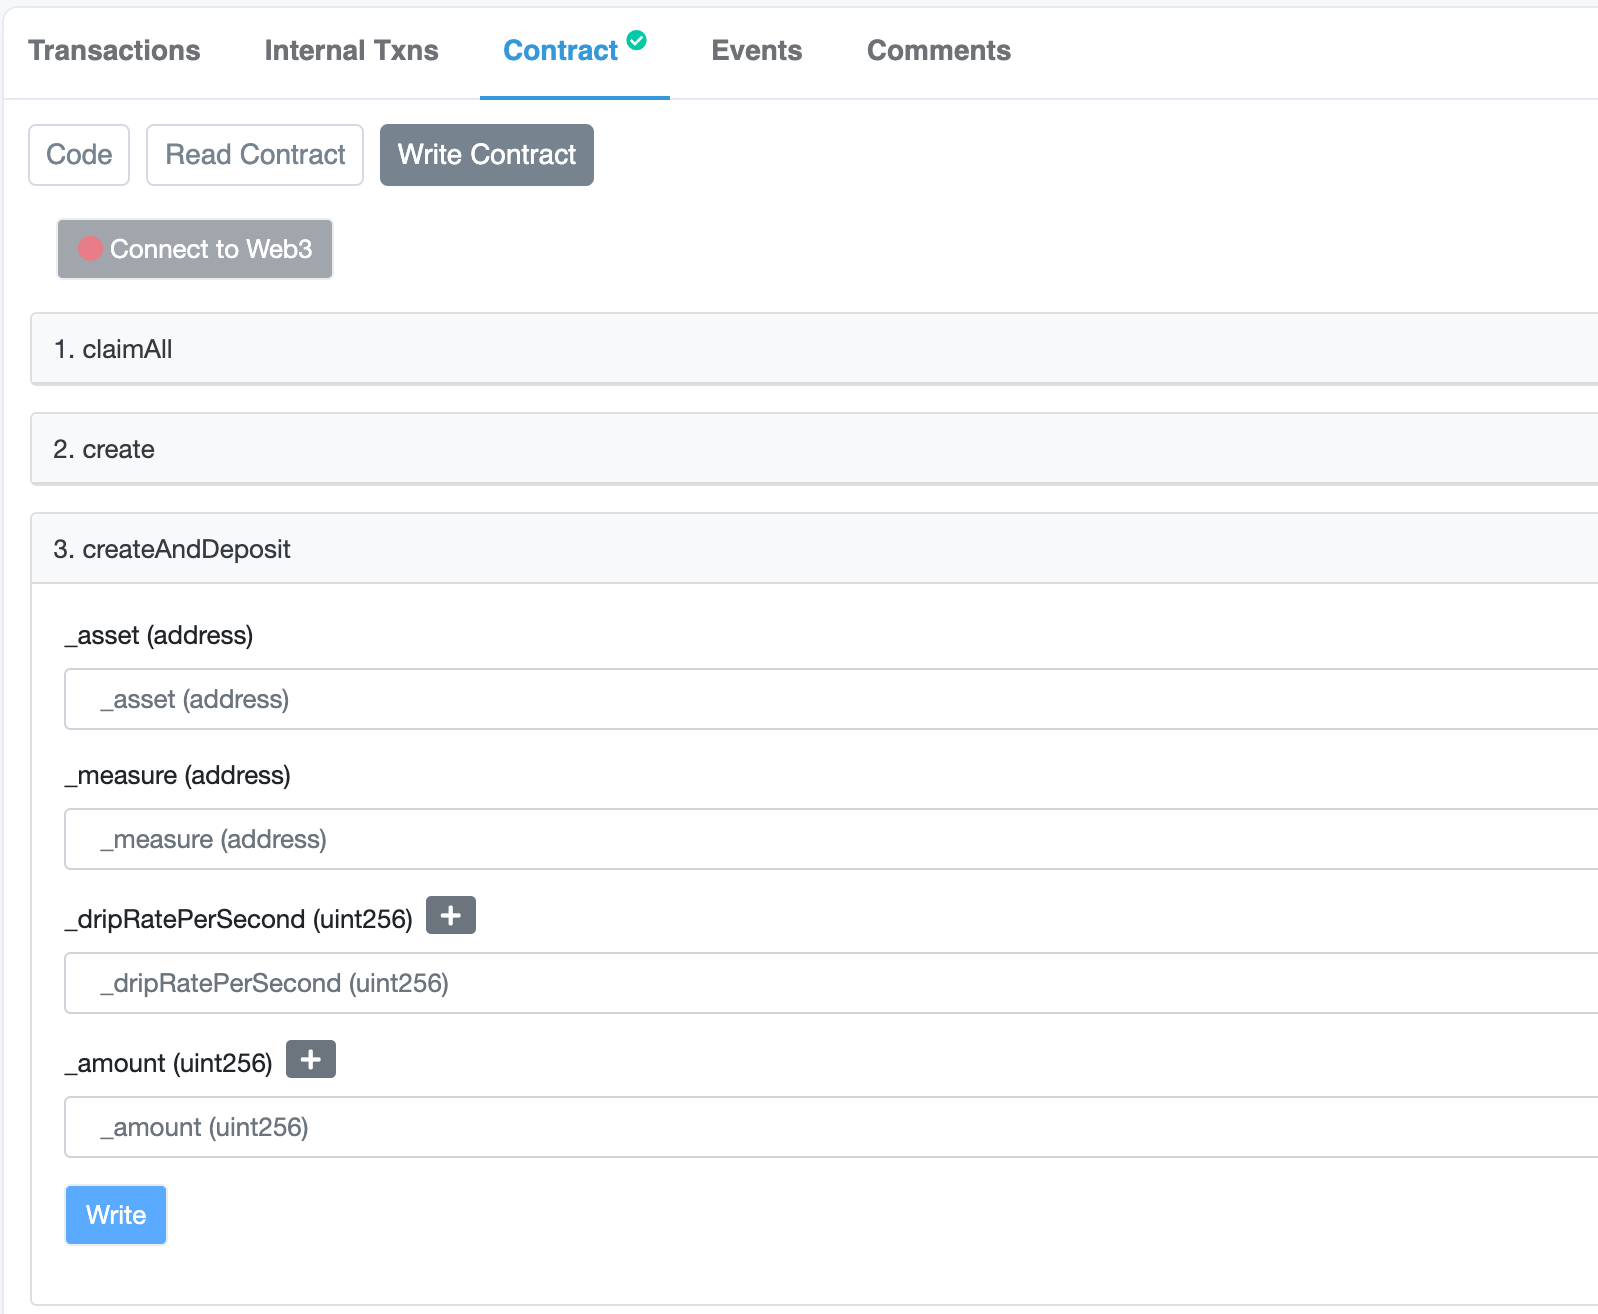 Transactions Internal Txns Contract Events Comments
Code Read Contract Write Contract
Connect to Web3
1. claimAll
2. create
3. createAndDeposit
_asset (address)
_asset (address)
_measure (address)
_measure (address)
_dripRatePerSecond (uint256) +
_dripRatePerSecond (uint256)
_amount (uint256) +
_amount (uint256)
Write